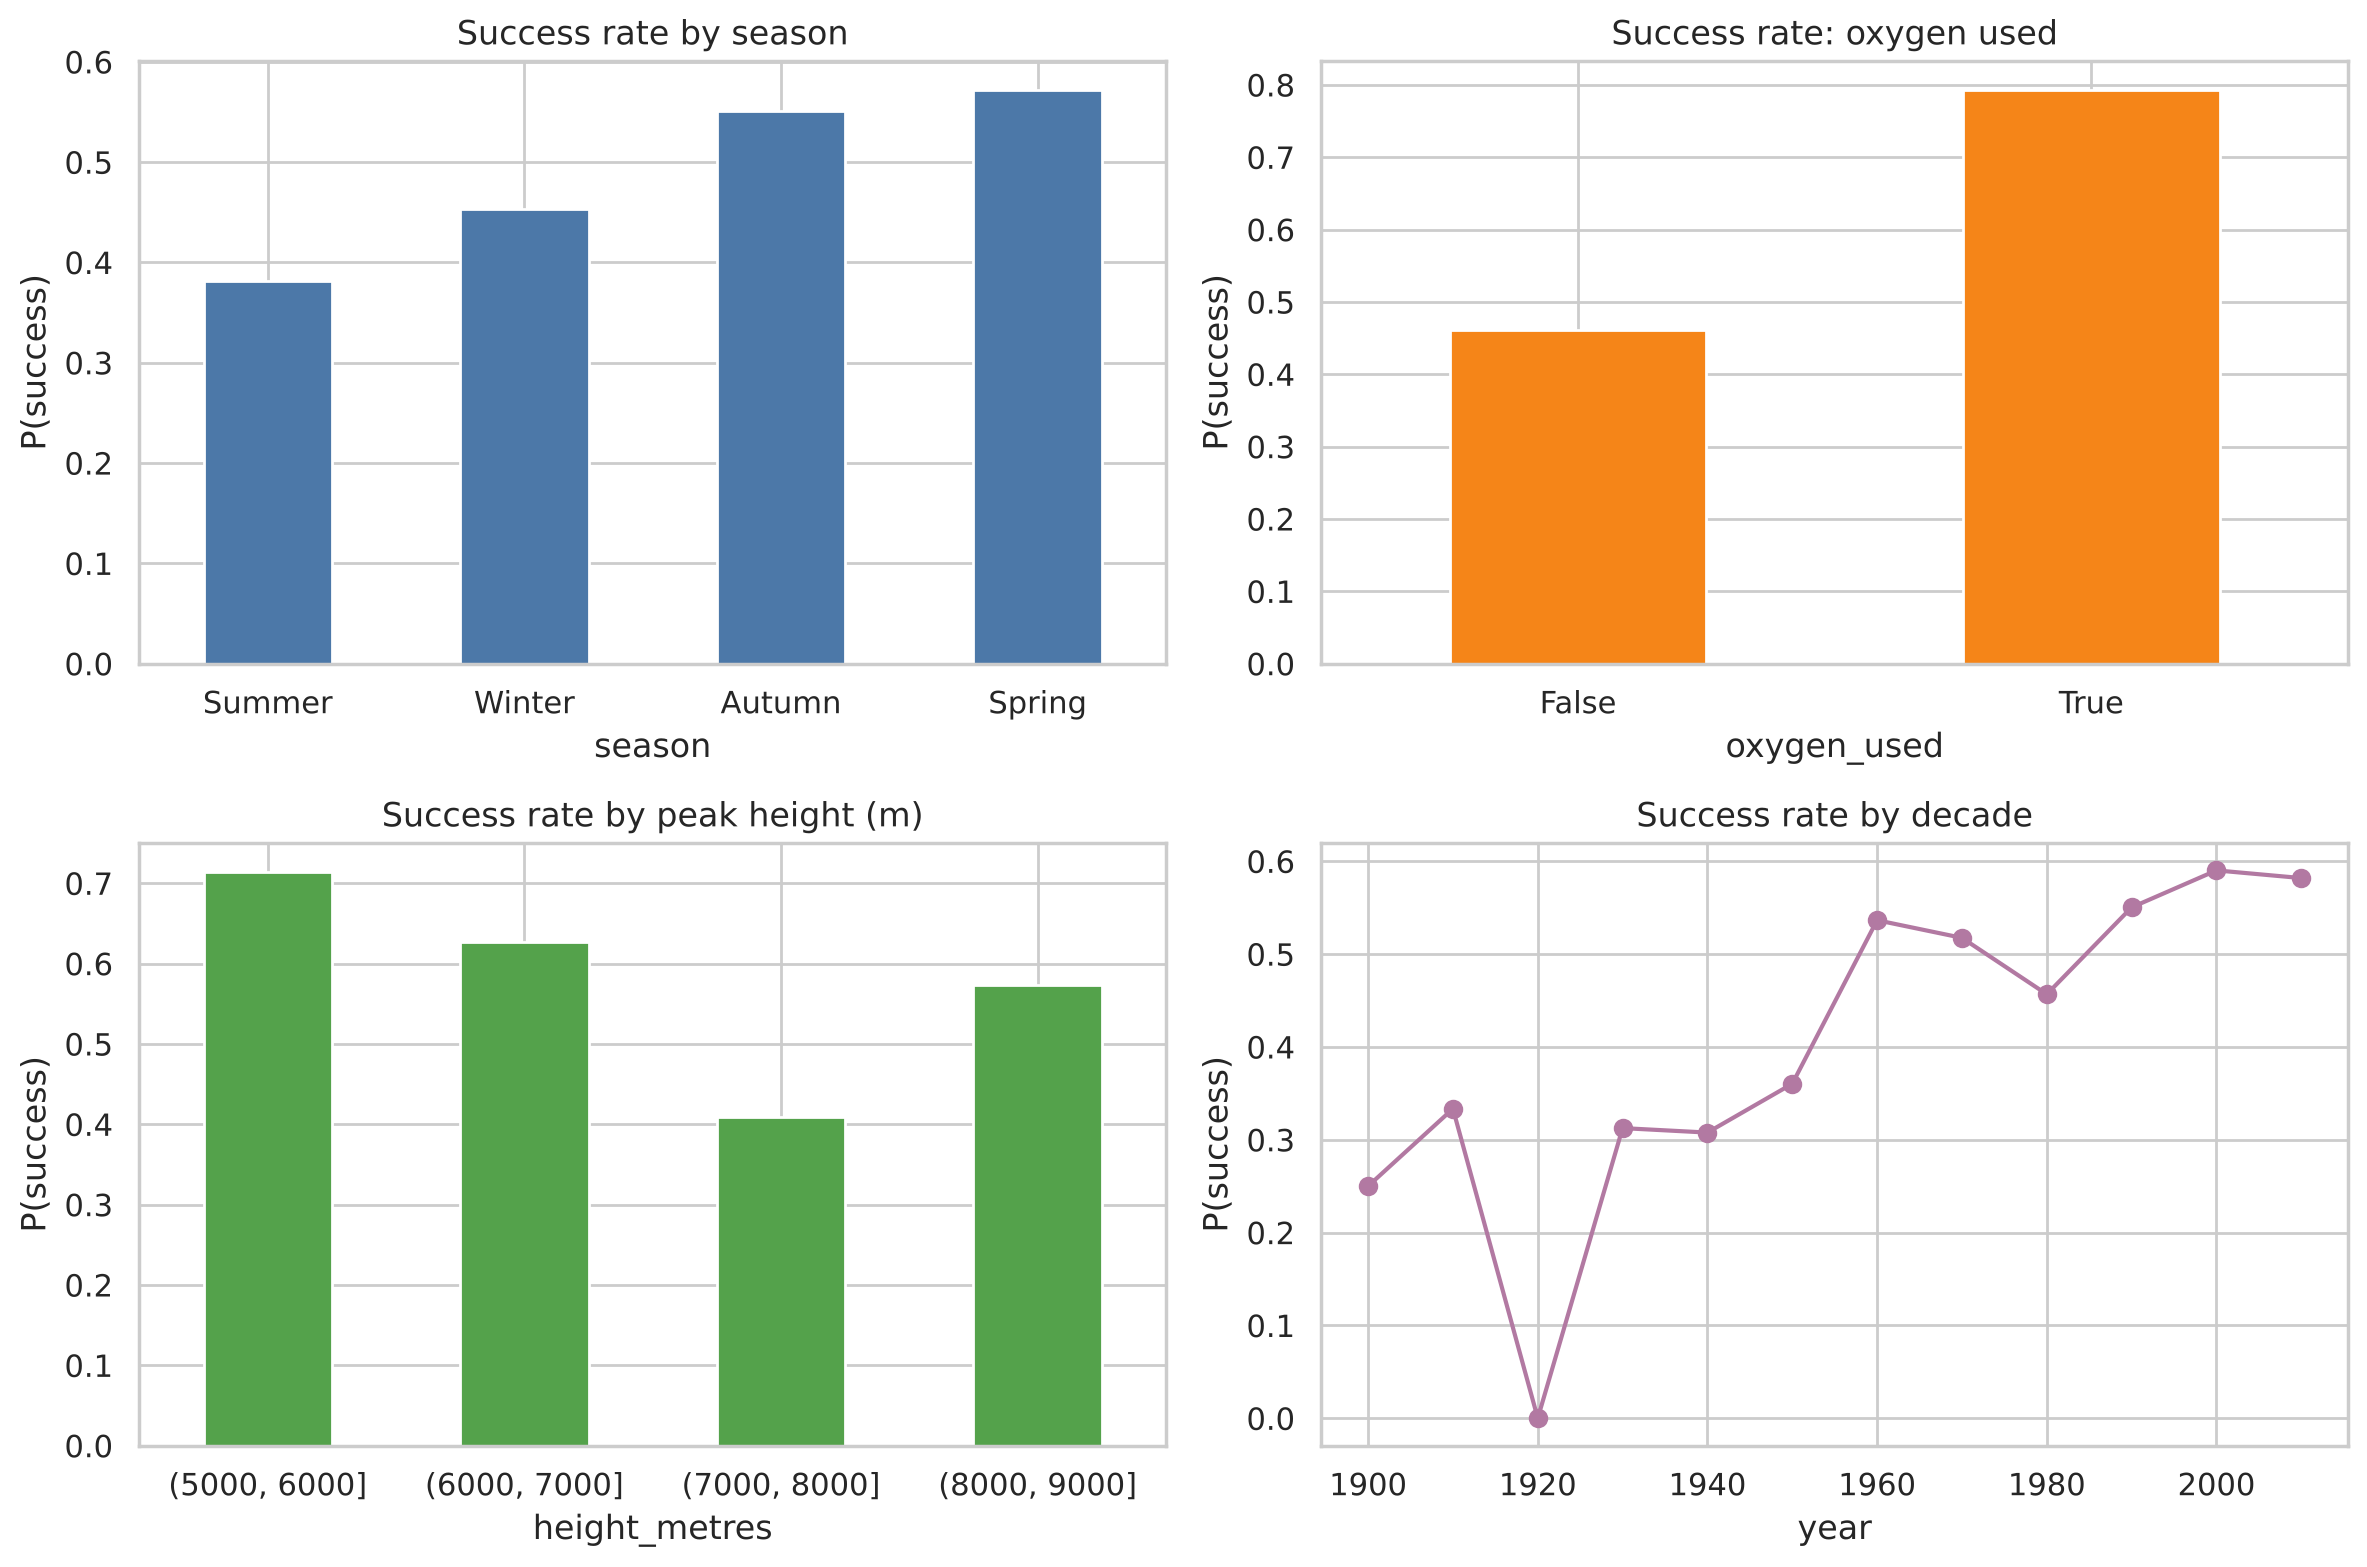 Success rate by season
P(success)
0.6
0.5
0.4
0.3
0.2
0.1
0.0
Summer Winter Autumn Spring
season
Success rate: oxygen used
P(success)
0.8
0.7
0.6
0.5
0.4
0.3
0.2
0.1
0.0
False True
oxygen_used
Success rate by peak height (m)
P(success)
0.7
0.6
0.5
0.4
0.3
0.2
0.1
0.0
(5000, 6000] (6000, 7000] (7000, 8000] (8000, 9000]
height_metres
Success rate by decade
P(success)
0.6
0.5
0.4
0.3
0.2
0.1
0.0
1900 1920 1940 1960 1980 2000
year